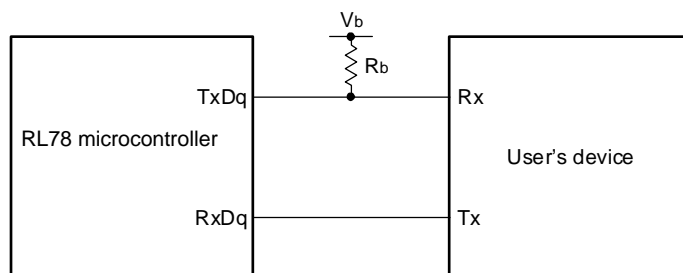 Vb
Rb
TxDq
Rx
RL78 microcontroller
User's device
RxDq
Tx